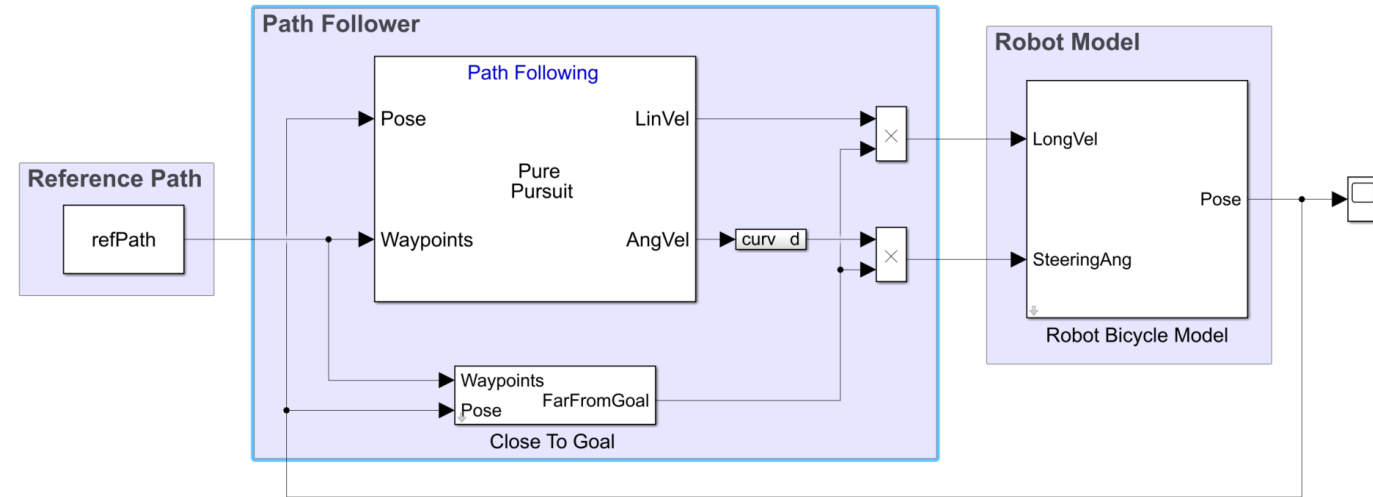 Path Follower
Robot Model
Reference Path
refPath
Path Following
Pose
LinVel
Pure
Pursuit
Waypoints
AngVel
curv d
×
×
Waypoints
Pose
FarFromGoal
Close To Goal
LongVel
Pose
SteeringAng
Robot Bicycle Model